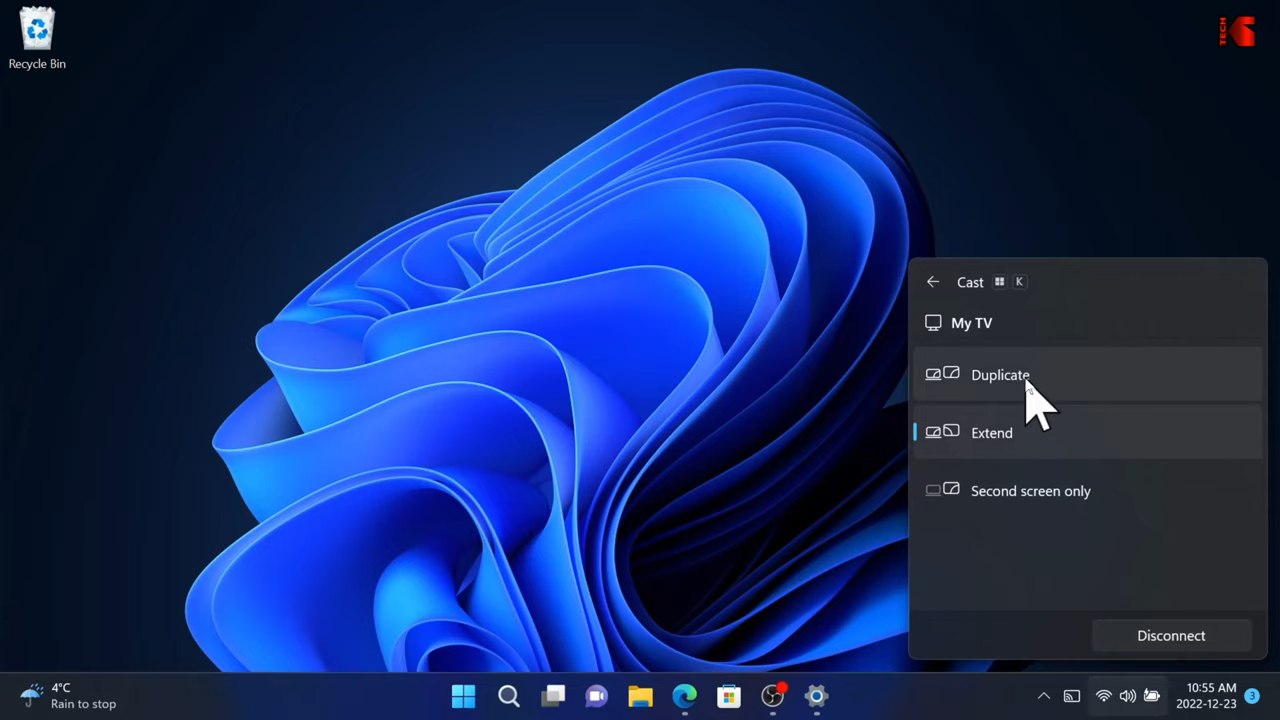 TECH K
Recycle Bin
Cast K
My TV
Duplicate
Extend
Second screen only
Disconnect
4°C
Rain to stop
10:55 AM
2022-12-23
3